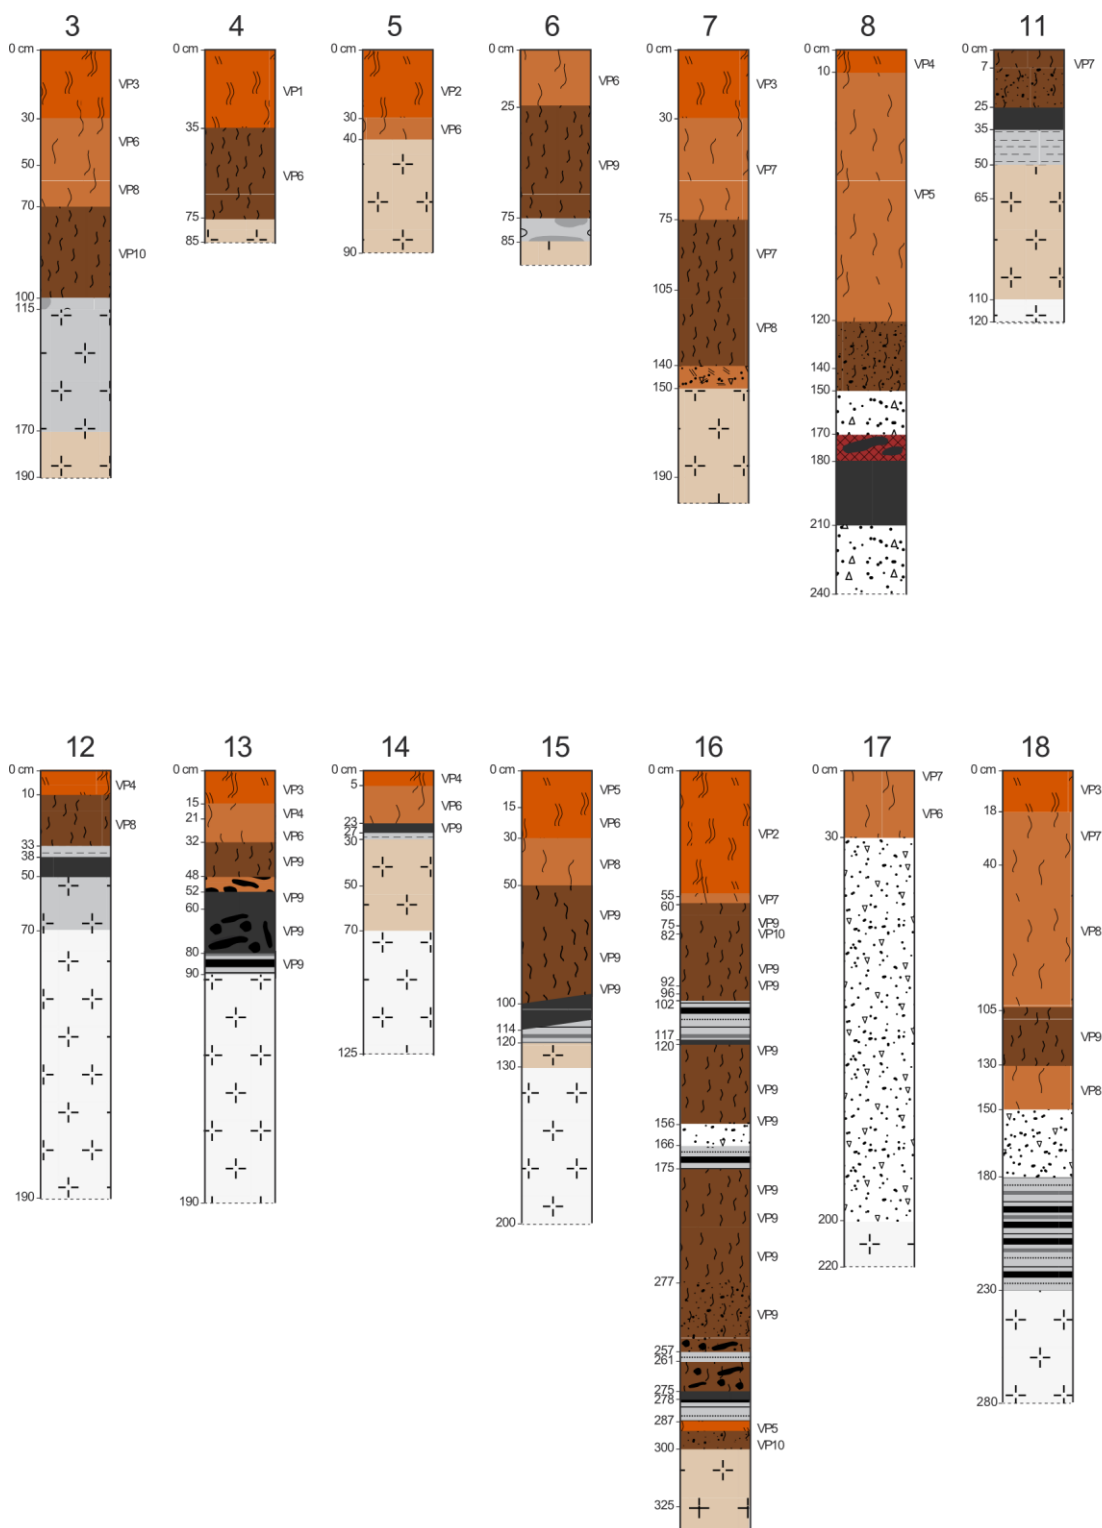 3
0 cm
VP3
30
VP6
50
VP8
70
VP10
100
115
170
190
4
0 cm
VP1
35
VP6
75
85
5
0 cm
VP2
30
VP6
40
90
6
0 cm
VP6
25
VP9
75
85
7
0 cm
VP3
30
VP7
75
VP7
105
VP8
140
150
190
8
0 cm
VP4
10
VP5
120
140
150
170
180
210
240
11
0 cm
VP7
7
25
35
50
65
110
120
12
0 cm
VP4
10
VP8
33
38
50
70
190
13
0 cm
VP3
15
VP4
21
VP6
32
VP9
48
52
VP9
60
VP9
80
VP9
90
190
14
0 cm
VP4
5
VP6
23
VP9
27
30
50
70
125
15
0 cm
VP5
15
VP6
30
VP8
50
VP9
VP9
VP9
100
114
120
130
200
16
0 cm
VP2
55
VP7
60
VP9
75
82
VP10
VP9
92
VP9
96
102
117
120
VP9
VP9
VP9
156
166
175
VP9
VP9
VP9
277
VP9
257
261
275
278
287
VP5
VP10
300
325
17
0 cm
VP7
VP6
30
200
220
18
0 cm
VP3
18
VP7
40
VP8
105
VP9
130
VP8
150
180
230
280